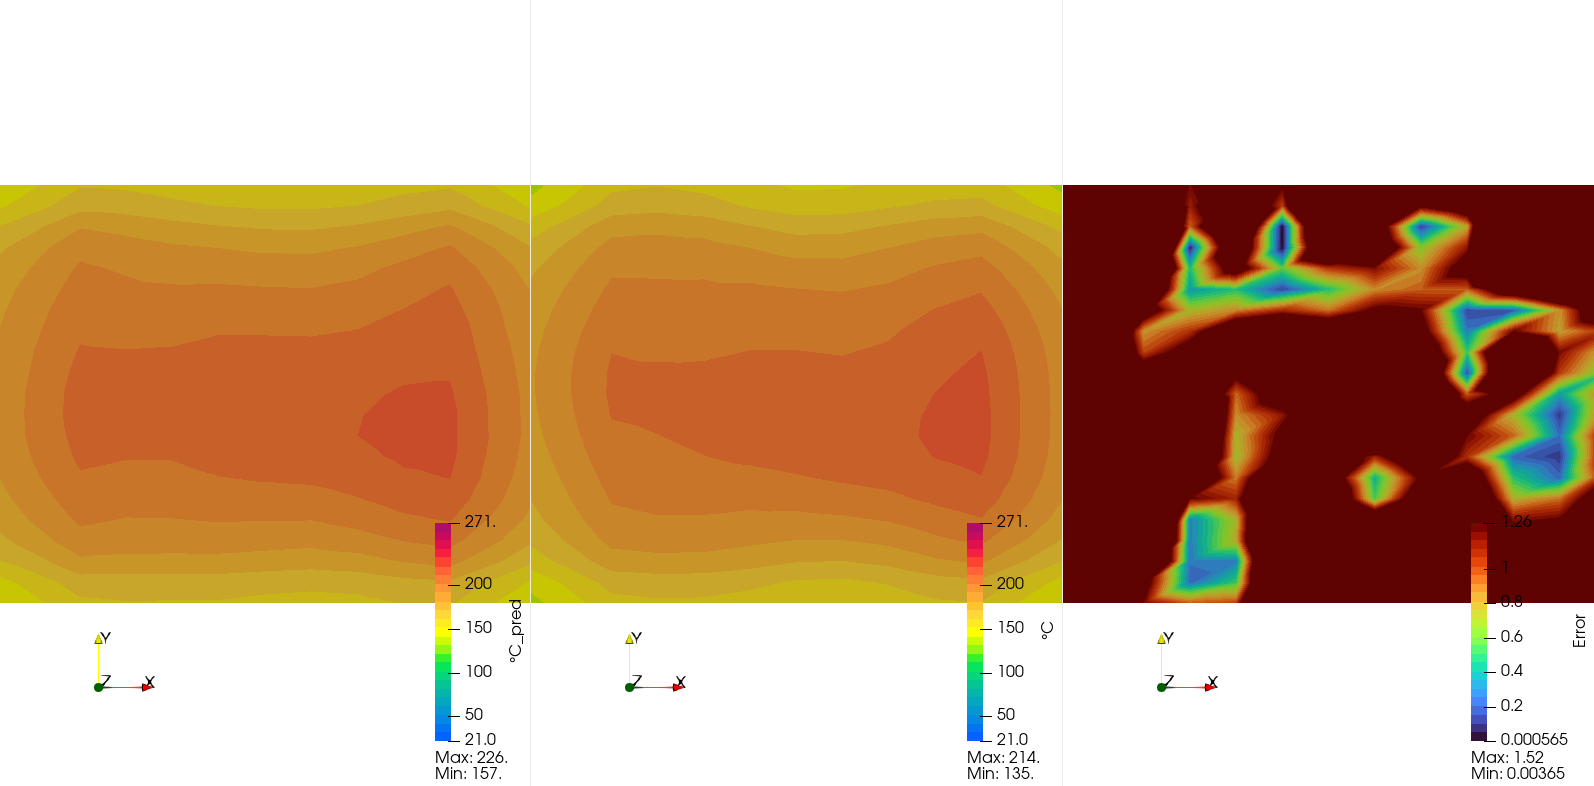 271.
200
150
100
50
21.0
°C_pred
Max: 226.
Min: 157.
Y
Z
X
271.
200
150
100
50
21.0
°C
Max: 214.
Min: 135.
Y
Z
X
1.26
1
0.8
0.6
0.4
0.2
0.000565
Error
Max: 1.52
Min: 0.00365
Y
Z
X